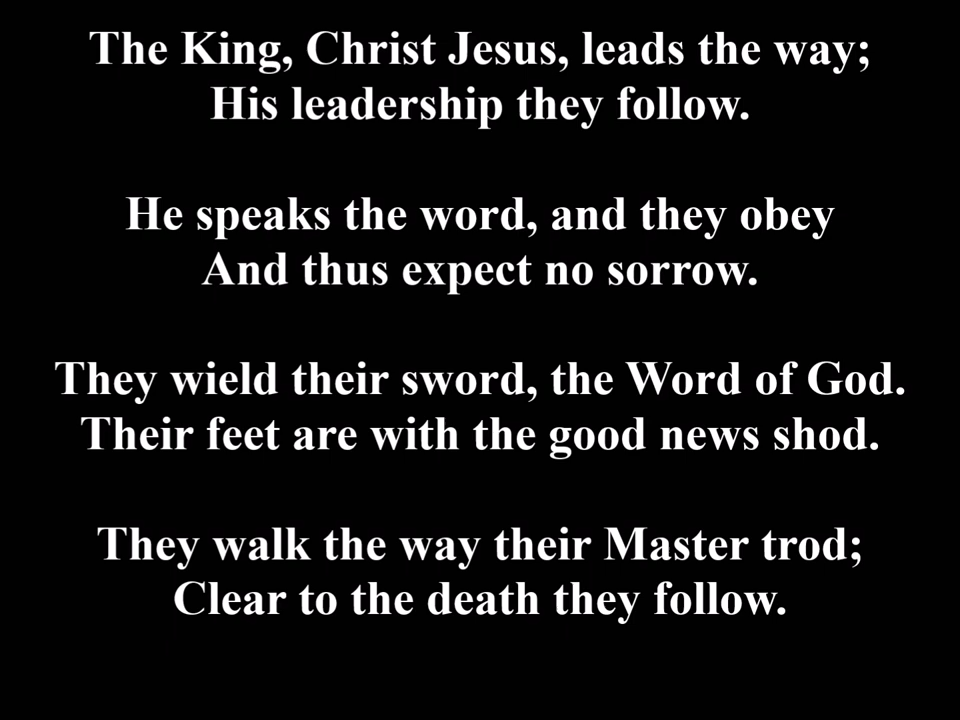 The King, Christ Jesus, leads the way;
His leadership they follow.
He speaks the word, and they obey
And thus expect no sorrow.
They wield their sword, the Word of God.
Their feet are with the good news shod.
They walk the way their Master trod;
Clear to the death they follow.